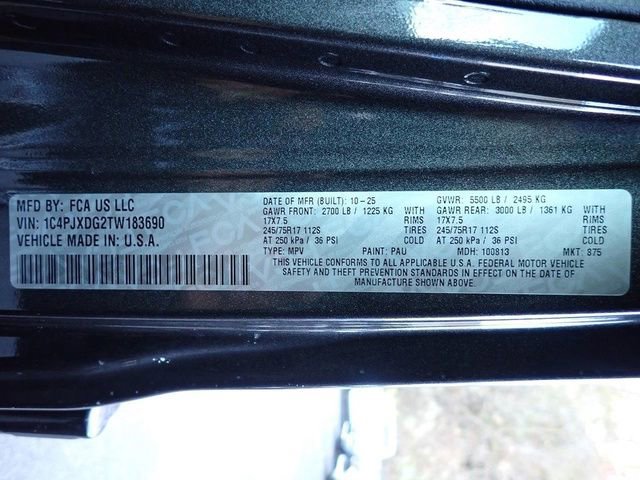 MFD BY: FCA US LLC
VIN: 1C4PJXDG2TW183690
VEHICLE MADE IN: U.S.A.
DATE OF MFR (BUILT): 10-25 GVWR: 5500 LB / 2495 KG
GAWR FRONT: 2700 LB / 1225 KG WITH GAWR REAR: 3000 LB / 1361 KG WITH
17X7.5 RIMS 17X7.5 RIMS
245/75R17 112S TIRES 245/75R17 112S TIRES
AT 250 kPa / 36 PSI COLD AT 250 kPa / 36 PSI COLD
TYPE: MPV PAINT: PAU MDH: 100813 MKT: 875
THIS VEHICLE CONFORMS TO ALL APPLICABLE U.S.A. FEDERAL MOTOR VEHICLE
SAFETY AND THEFT PREVENTION STANDARDS IN EFFECT ON THE DATE OF
MANUFACTURE SHOWN ABOVE.